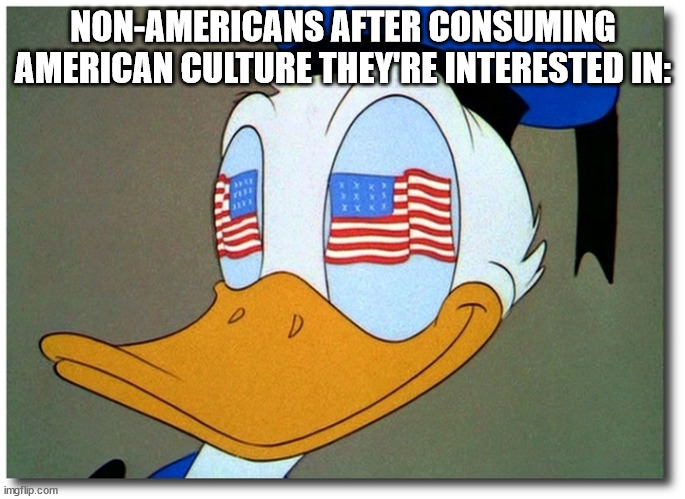 NON-AMERICANS AFTER CONSUMING
AMERICAN CULTURE THEY'RE INTERESTED IN:
imgflip.com